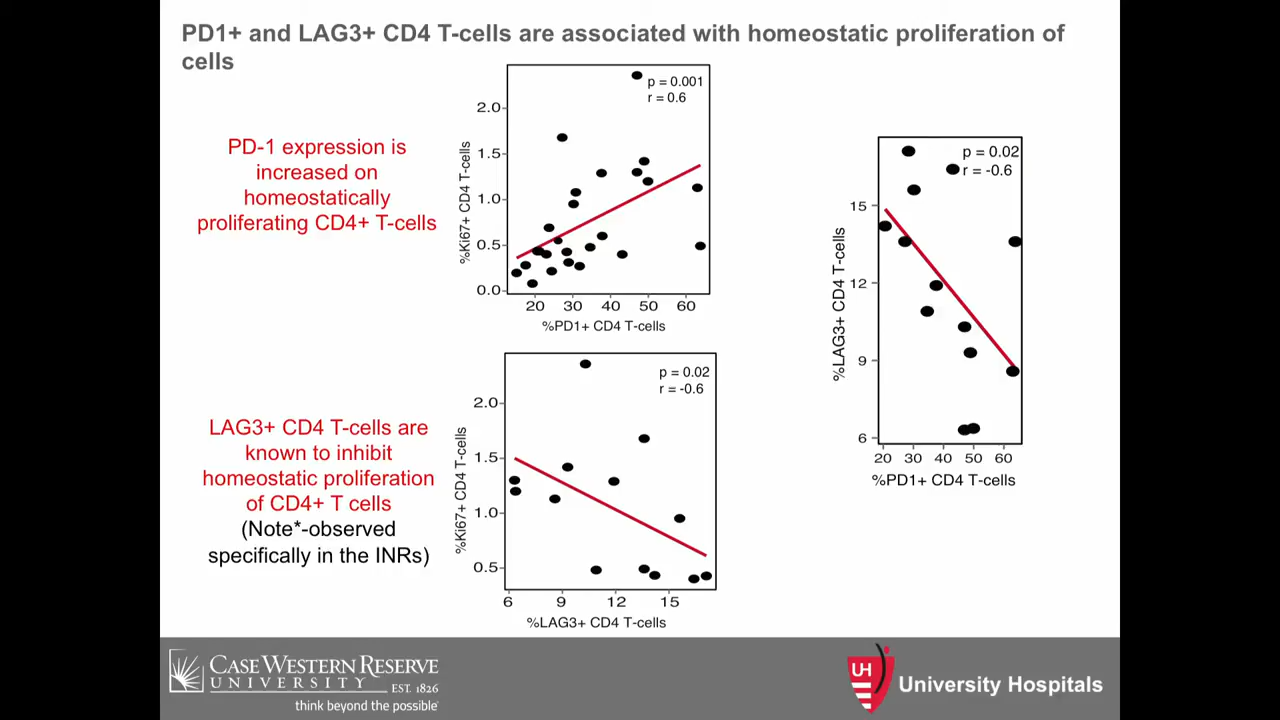 PD1+ and LAG3+ CD4 T-cells are associated with homeostatic proliferation of
cells
PD-1 expression is
increased on
homeostatically
proliferating CD4+ T-cells
%Ki67+ CD4 T-cells
2.0
1.5
1.0
0.5
0.0
p = 0.001
r = 0.6
20 30 40 50 60
%PD1+ CD4 T-cells
LAG3+ CD4 T-cells are
known to inhibit
homeostatic proliferation
of CD4+ T cells
(Note*-observed
specifically in the INRs)
%Ki67+ CD4 T-cells
2.0
1.5
1.0
0.5
p = 0.02
r = -0.6
6 9 12 15
%LAG3+ CD4 T-cells
%LAG3+ CD4 T-cells
15
12
9
6
p = 0.02
r = -0.6
20 30 40 50 60
%PD1+ CD4 T-cells
CASE WESTERN RESERVE
UNIVERSITY EST. 1826
think beyond the possible®
UH
University Hospitals